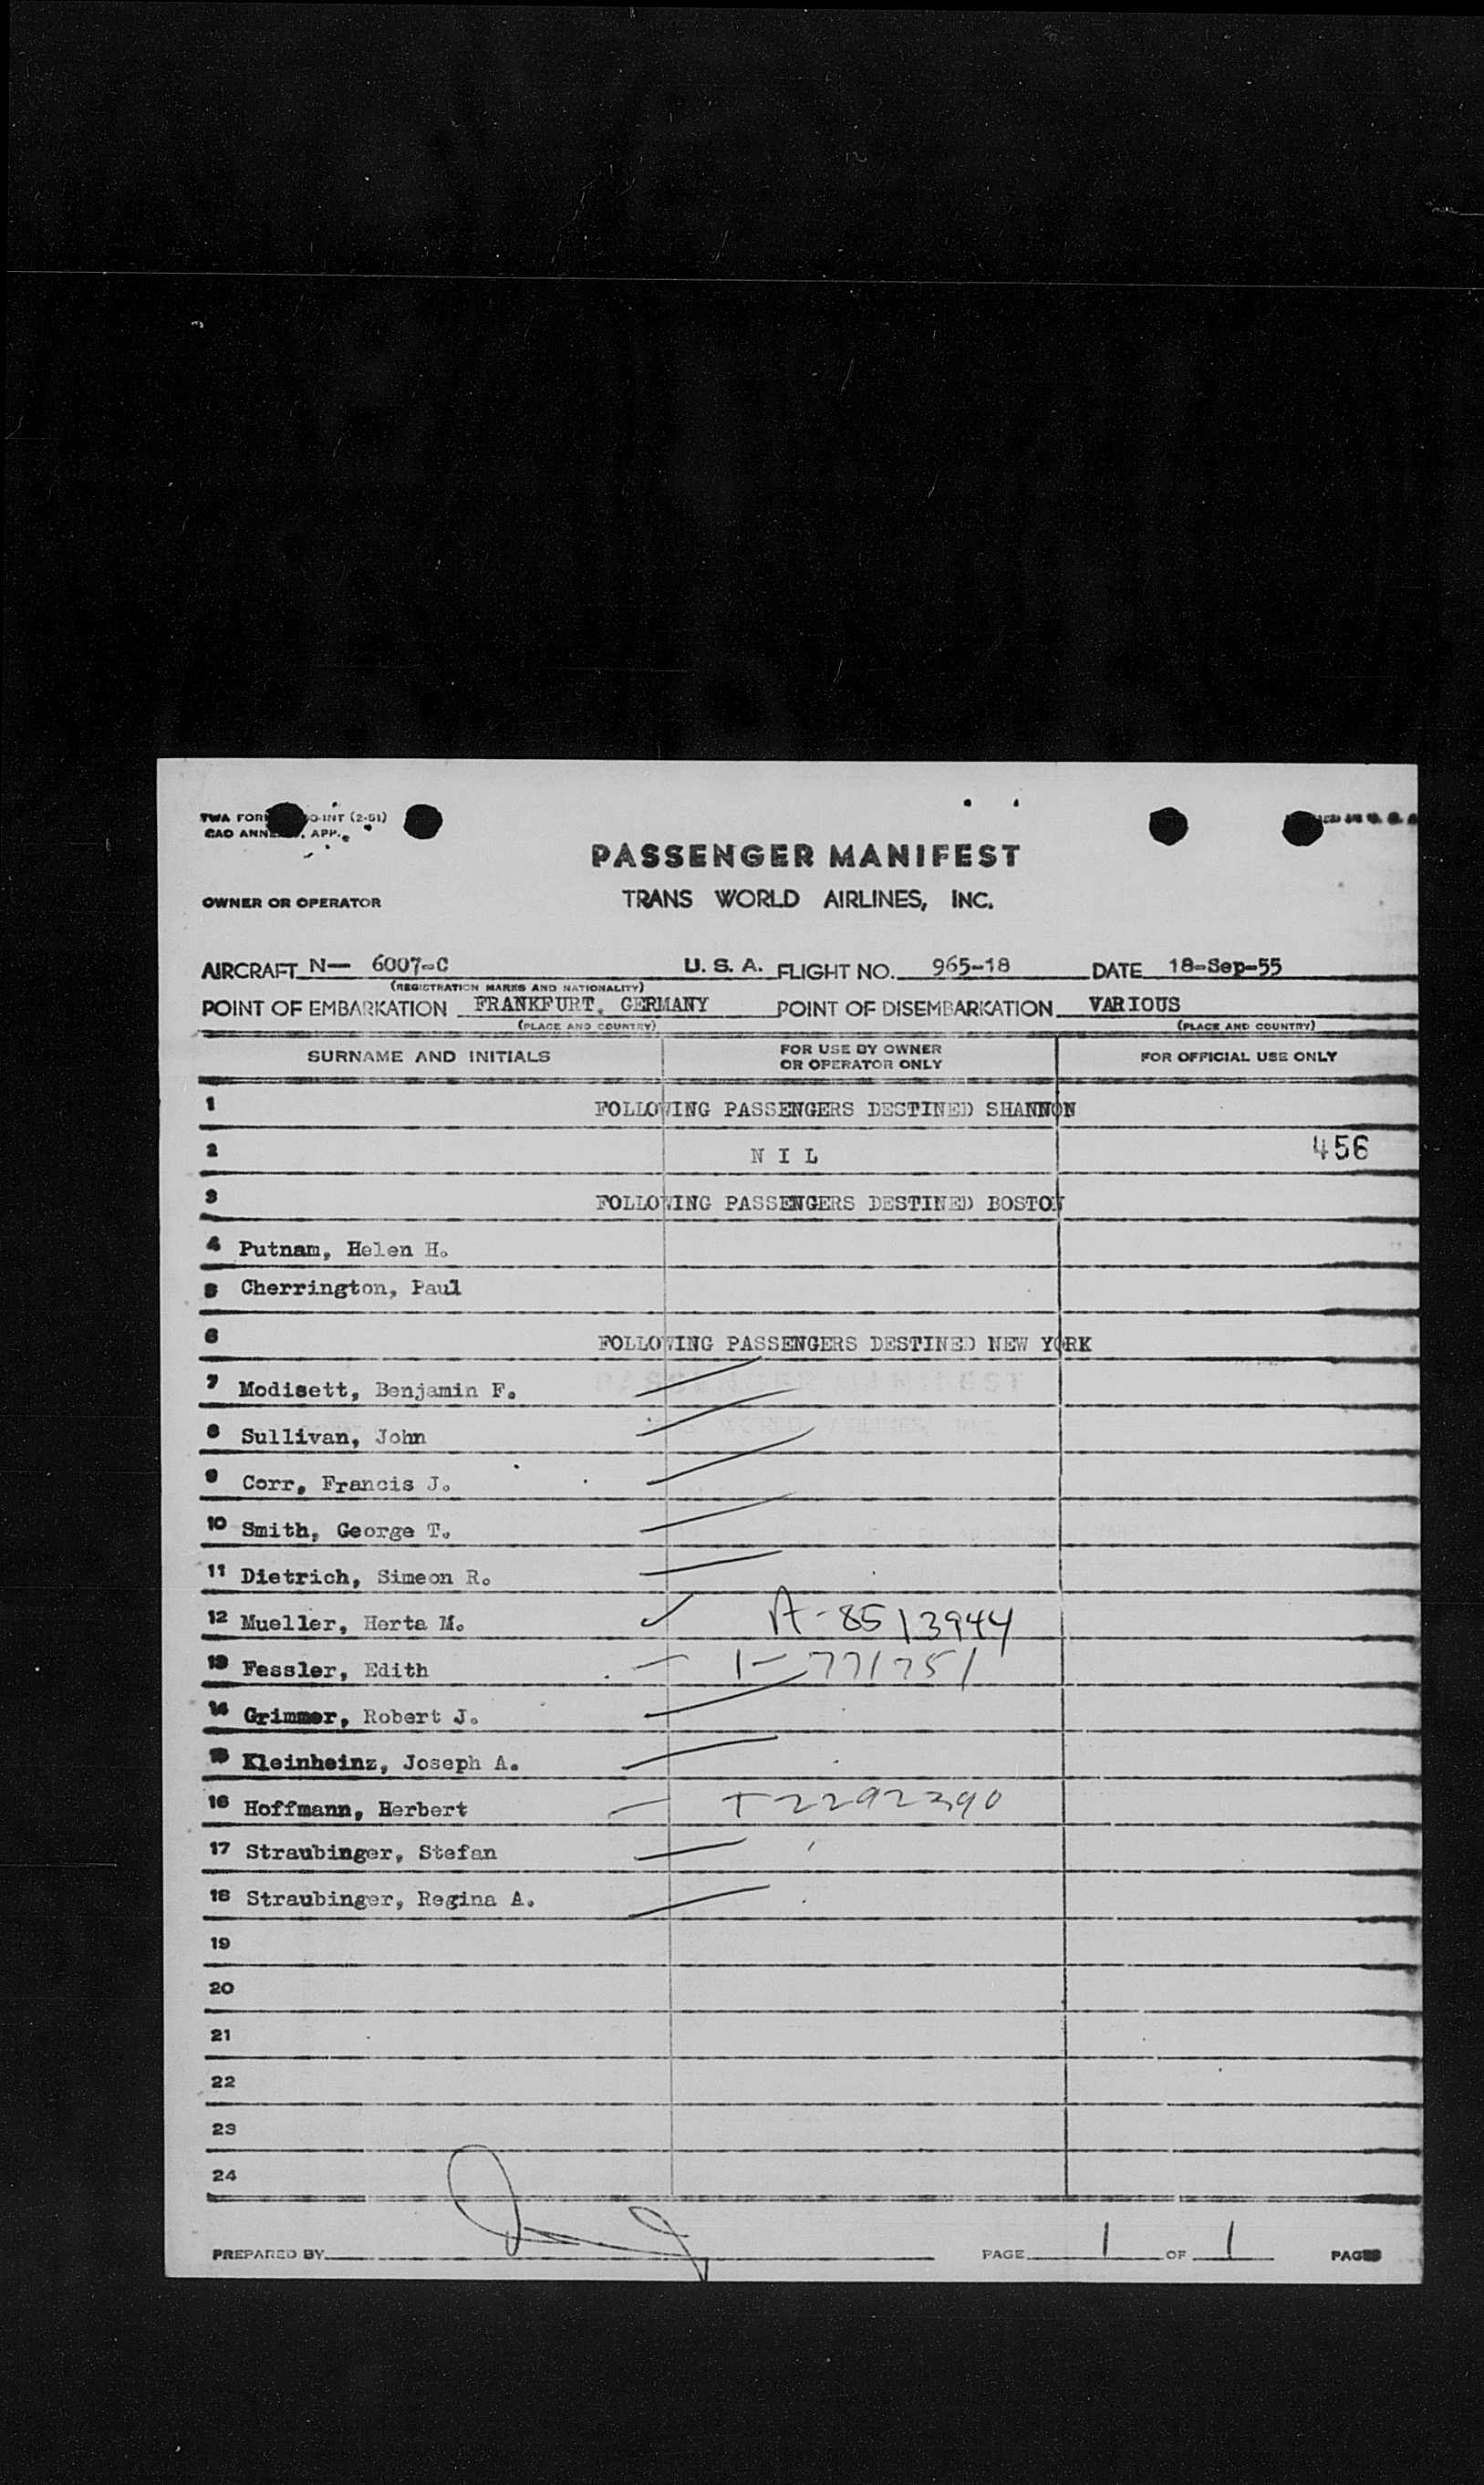 TWA FORM O-INT (2-51)
CAO ANNEX, APP.
PASSENGER MANIFEST
OWNER OR OPERATOR TRANS WORLD AIRLINES, INC.
AIRCRAFT N— 6007-C U. S. A. FLIGHT NO. 965-18 DATE 18-Sep-55
(REGISTRATION MARKS AND NATIONALITY)
POINT OF EMBARKATION FRANKFURT, GERMANY POINT OF DISEMBARKATION VARIOUS
(PLACE AND COUNTRY) (PLACE AND COUNTRY)
SURNAME AND INITIALS FOR USE BY OWNER OR OPERATOR ONLY FOR OFFICIAL USE ONLY
1 FOLLOWING PASSENGERS DESTINED SHANNON
2 N I L 456
3 FOLLOWING PASSENGERS DESTINED BOSTON
4 Putnam, Helen H.
5 Cherrington, Paul
6 FOLLOWING PASSENGERS DESTINED NEW YORK
7 Modisett, Benjamin F.
8 Sullivan, John
9 Corr, Francis J.
10 Smith, George T.
11 Dietrich, Simeon R.
12 Mueller, Herta M. ✓ A-8513944
13 Fessler, Edith — 1-771751
14 Grimmer, Robert J.
15 Kleinheinz, Joseph A.
16 Hoffmann, Herbert — T2292390
17 Straubinger, Stefan
18 Straubinger, Regina A.
19
20
21
22
23
24
PREPARED BY PAGE 1 OF 1 PAGES